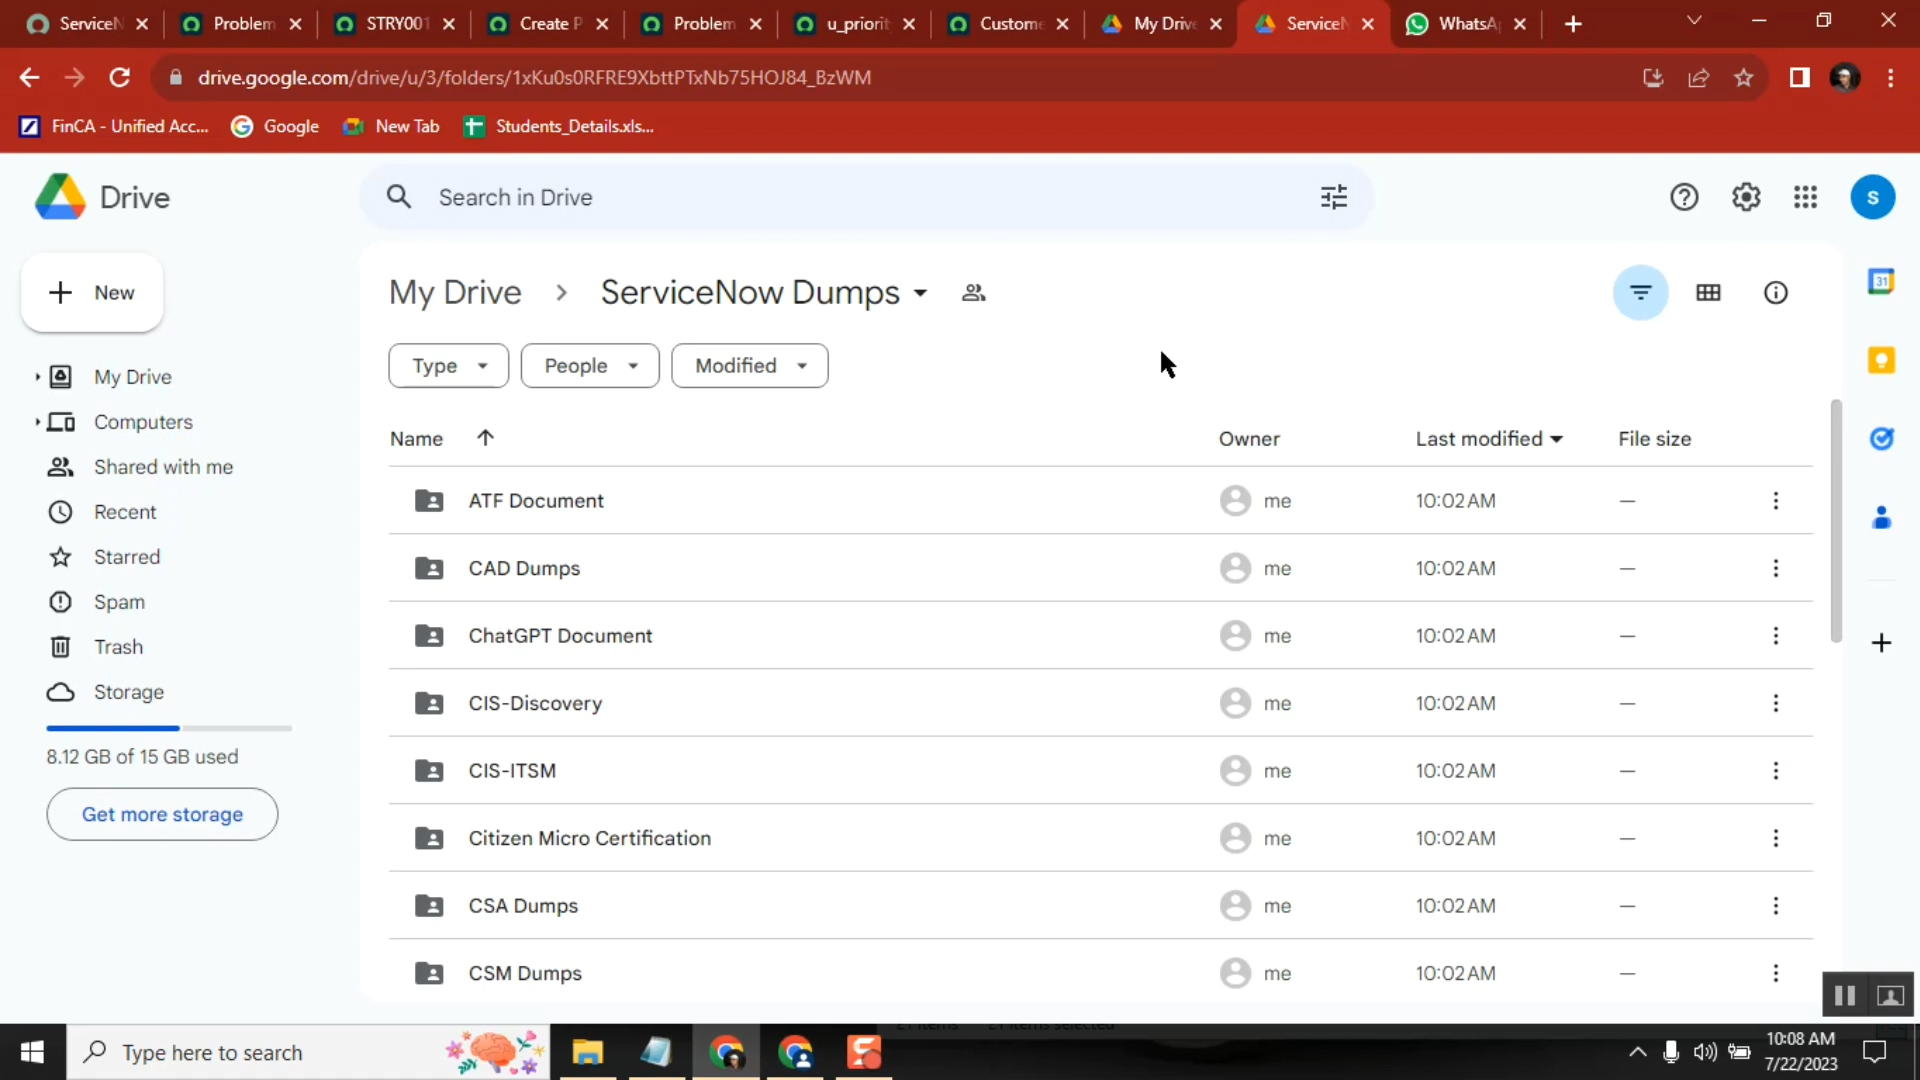 ServiceN
Problem
STRY001
Create P
Problem
u_priorit
Custome
My Drive
ServiceN
WhatsAp
drive.google.com/drive/u/3/folders/1xKu0s0RFRE9XbttPTxNb75HOJ84_BzWM
FinCA - Unified Acc...
Google
New Tab
Students_Details.xls...
Drive
Search in Drive
S
New
My Drive
ServiceNow Dumps
31
Type
People
Modified
My Drive
Computers
Shared with me
Recent
Starred
Spam
Trash
Storage
8.12 GB of 15 GB used
Get more storage
Name
Owner
Last modified
File size
ATF Document
me
10:02 AM
—
CAD Dumps
me
10:02 AM
—
ChatGPT Document
me
10:02 AM
—
CIS-Discovery
me
10:02 AM
—
CIS-ITSM
me
10:02 AM
—
Citizen Micro Certification
me
10:02 AM
—
CSA Dumps
me
10:02 AM
—
CSM Dumps
me
10:02 AM
—
Type here to search
10:08 AM
7/22/2023